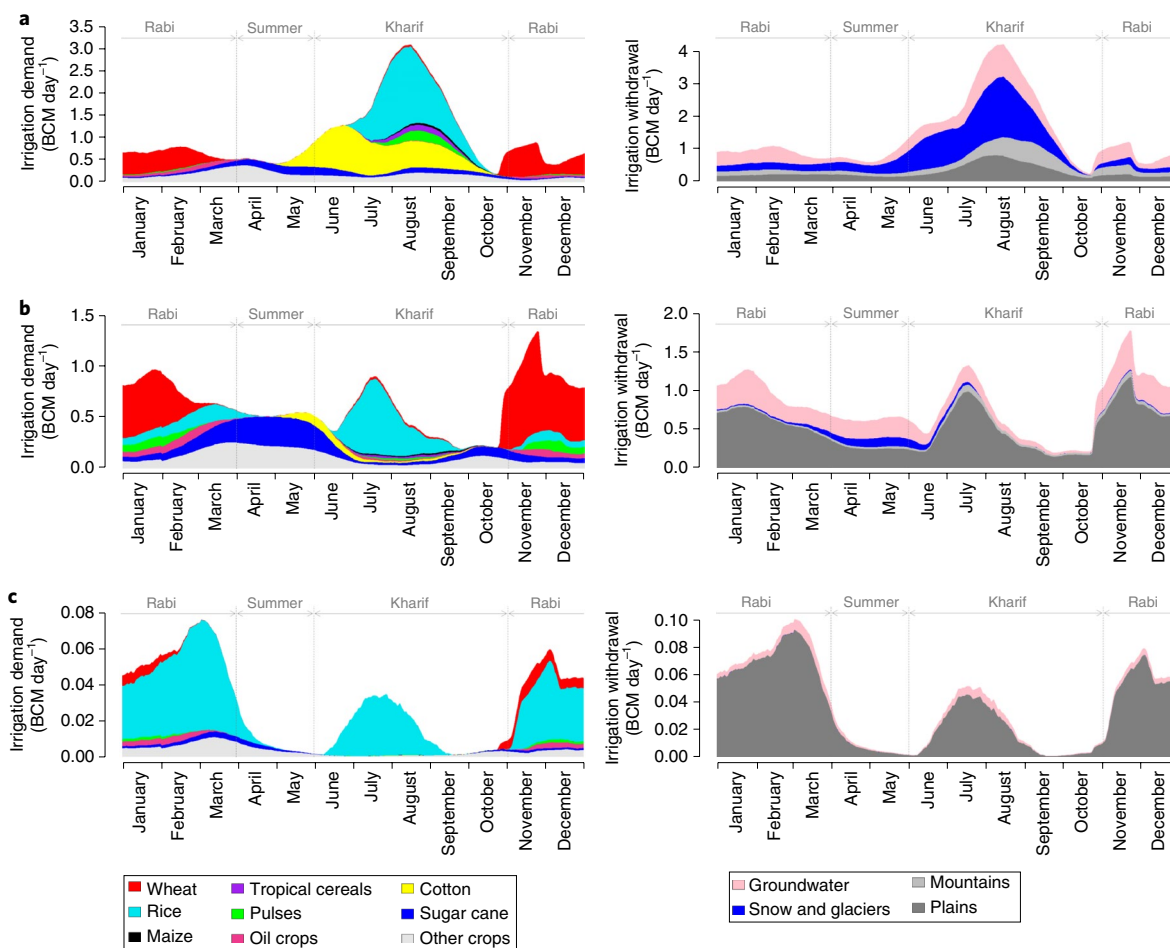 a
Rabi Summer Kharif Rabi
Irrigation demand
(BCM day⁻¹)
3.5
3.0
2.5
2.0
1.5
1.0
0.5
0.0
January February March April May June July August September October November December
Rabi Summer Kharif Rabi
Irrigation withdrawal
(BCM day⁻¹)
4
3
2
1
0
January February March April May June July August September October November December
b
Rabi Summer Kharif Rabi
Irrigation demand
(BCM day⁻¹)
1.5
1.0
0.5
0.0
January February March April May June July August September October November December
Rabi Summer Kharif Rabi
Irrigation withdrawal
(BCM day⁻¹)
2.0
1.5
1.0
0.5
0.0
January February March April May June July August September October November December
c
Rabi Summer Kharif Rabi
Irrigation demand
(BCM day⁻¹)
0.08
0.06
0.04
0.02
0.00
January February March April May June July August September October November December
Rabi Summer Kharif Rabi
Irrigation withdrawal
(BCM day⁻¹)
0.10
0.08
0.06
0.04
0.02
0.00
January February March April May June July August September October November December
Wheat Tropical cereals Cotton
Rice Pulses Sugar cane
Maize Oil crops Other crops
Groundwater Mountains
Snow and glaciers Plains